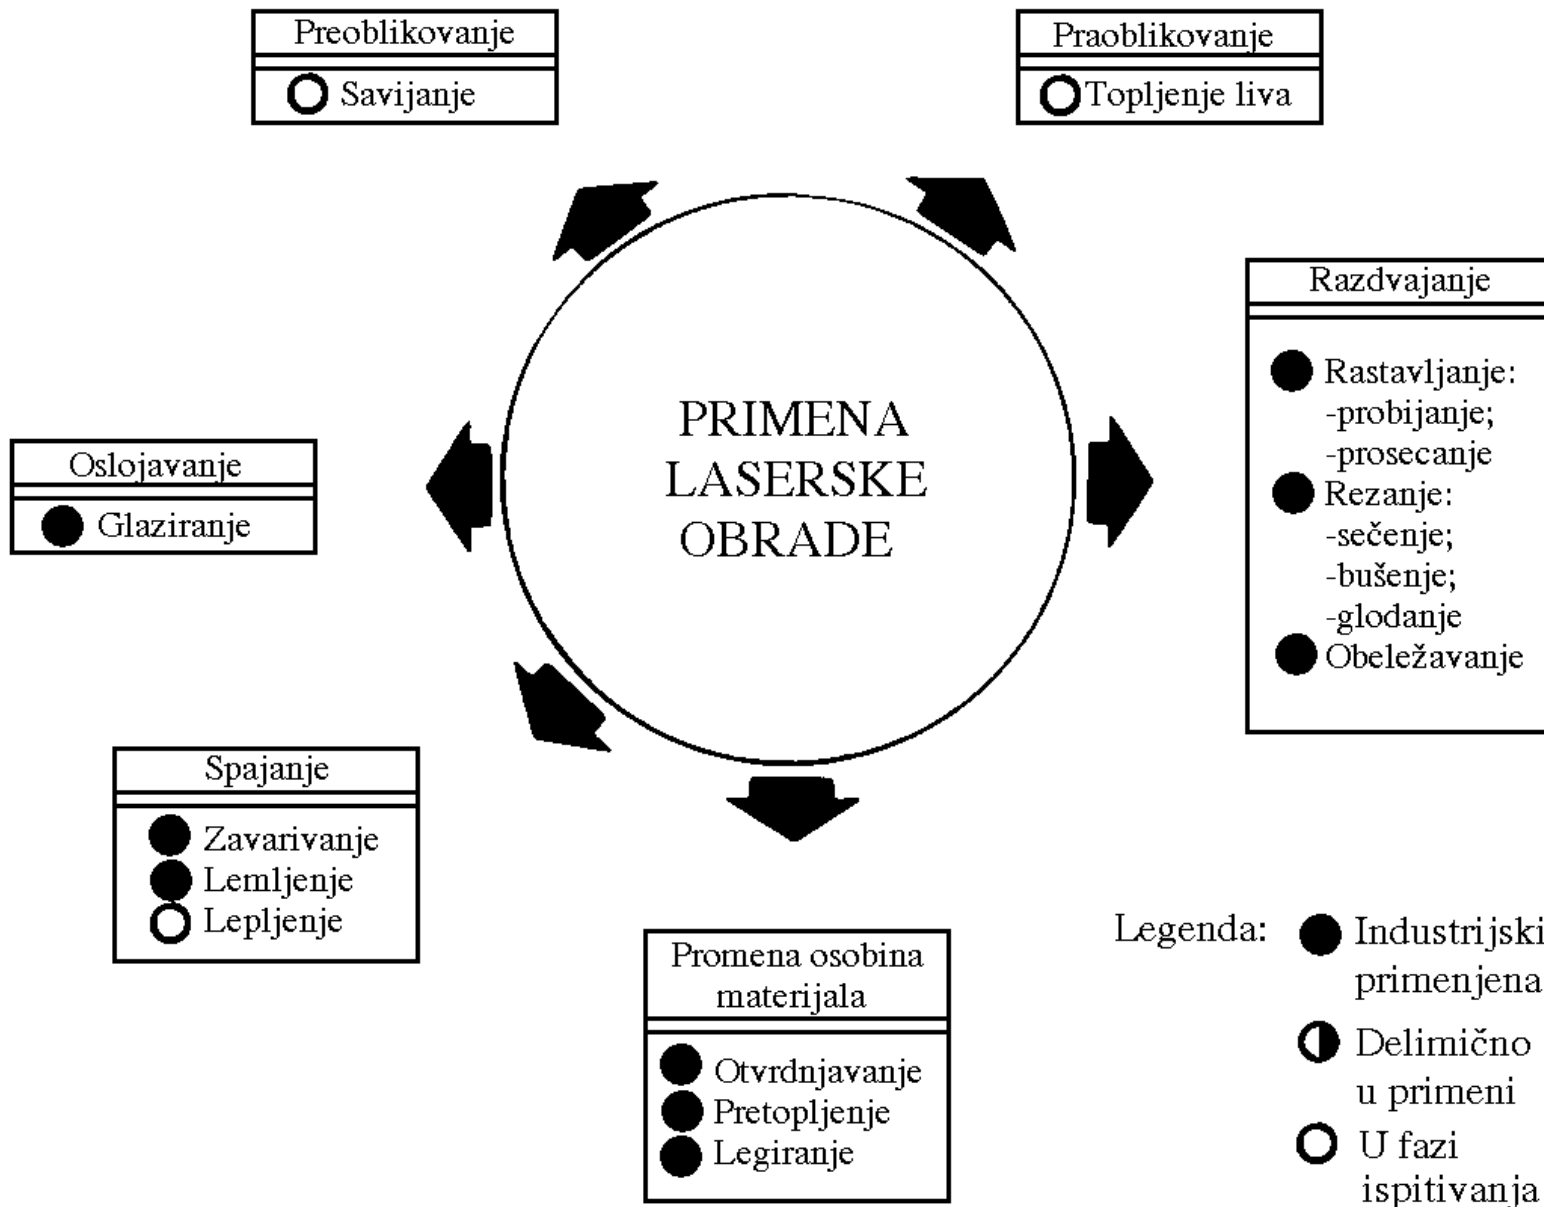 Preoblikovanje
Savijanje
Praoblikovanje
Topljenje liva
Razdvajanje
Rastavljanje:
-probijanje;
-prosecanje
Rezanje:
-sečenje;
-bušenje;
-glodanje
Obeležavanje
PRIMENA
LASERSKE
OBRADE
Oslojavanje
Glaziranje
Spajanje
Zavarivanje
Lemljenje
Lepljenje
Promena osobina
materijala
Otvrdnjavanje
Pretopljenje
Legiranje
Legenda:
Industrijski
primenjena
Delimično
u primeni
U fazi
ispitivanja